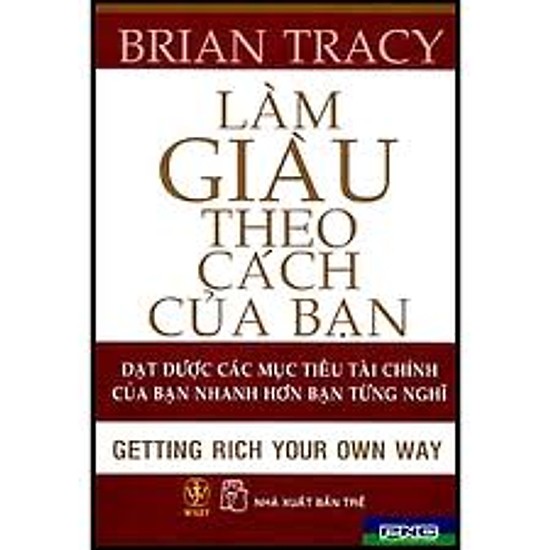 BRIAN TRACY
LÀM
GIÀU
THEO
CÁCH
CỦA BẠN
ĐẠT ĐƯỢC CÁC MỤC TIÊU TÀI CHÍNH
CỦA BẠN NHANH HƠN BẠN TỪNG NGHĨ
GETTING RICH YOUR OWN WAY
WILEY
NHÀ XUẤT BẢN TRẺ